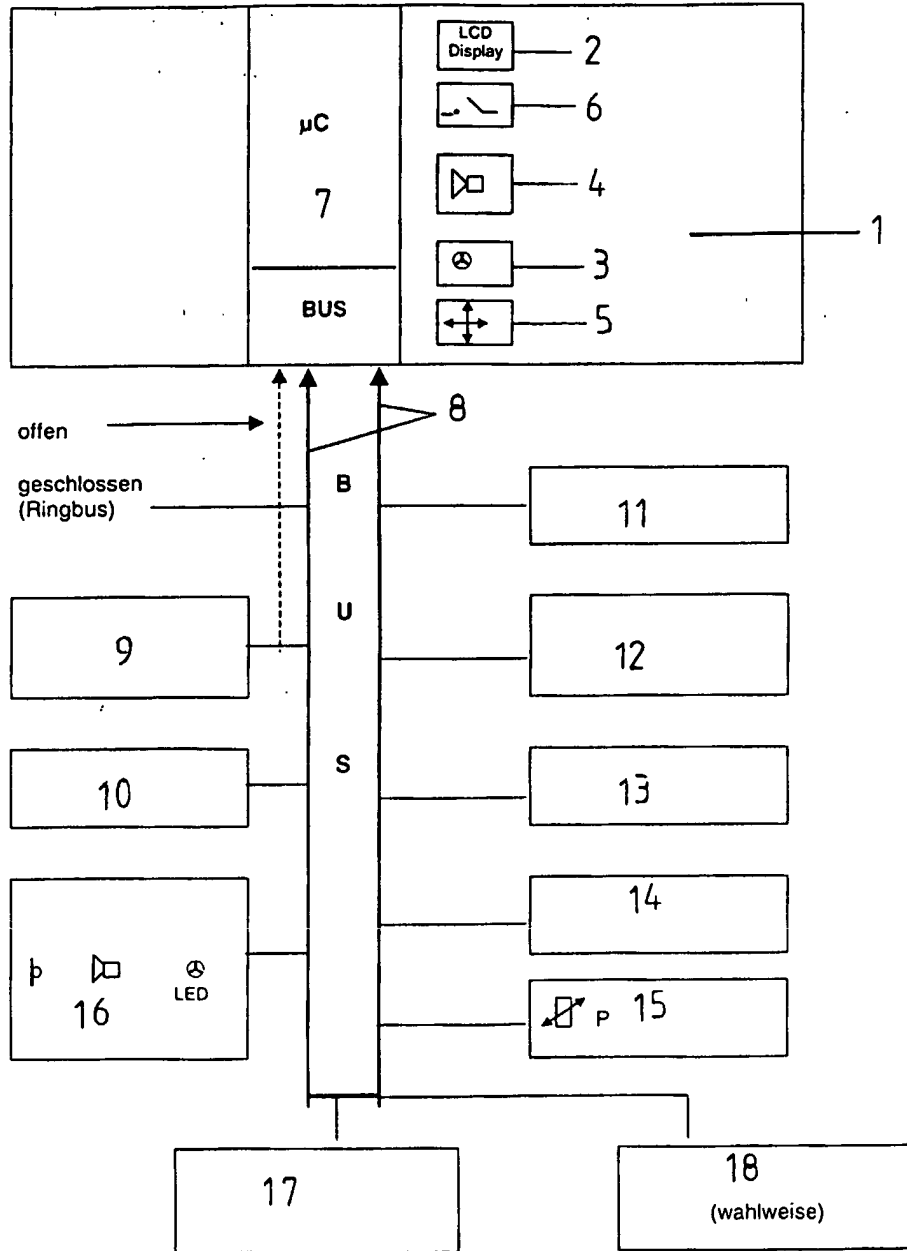 LCD
Display
2
6
µC
4
7
1
3
BUS
5
8
offen
geschlossen
(Ringbus)
B
11
U
9
12
S
10
13
14
LED
16
P 15
17
18
(wahlweise)